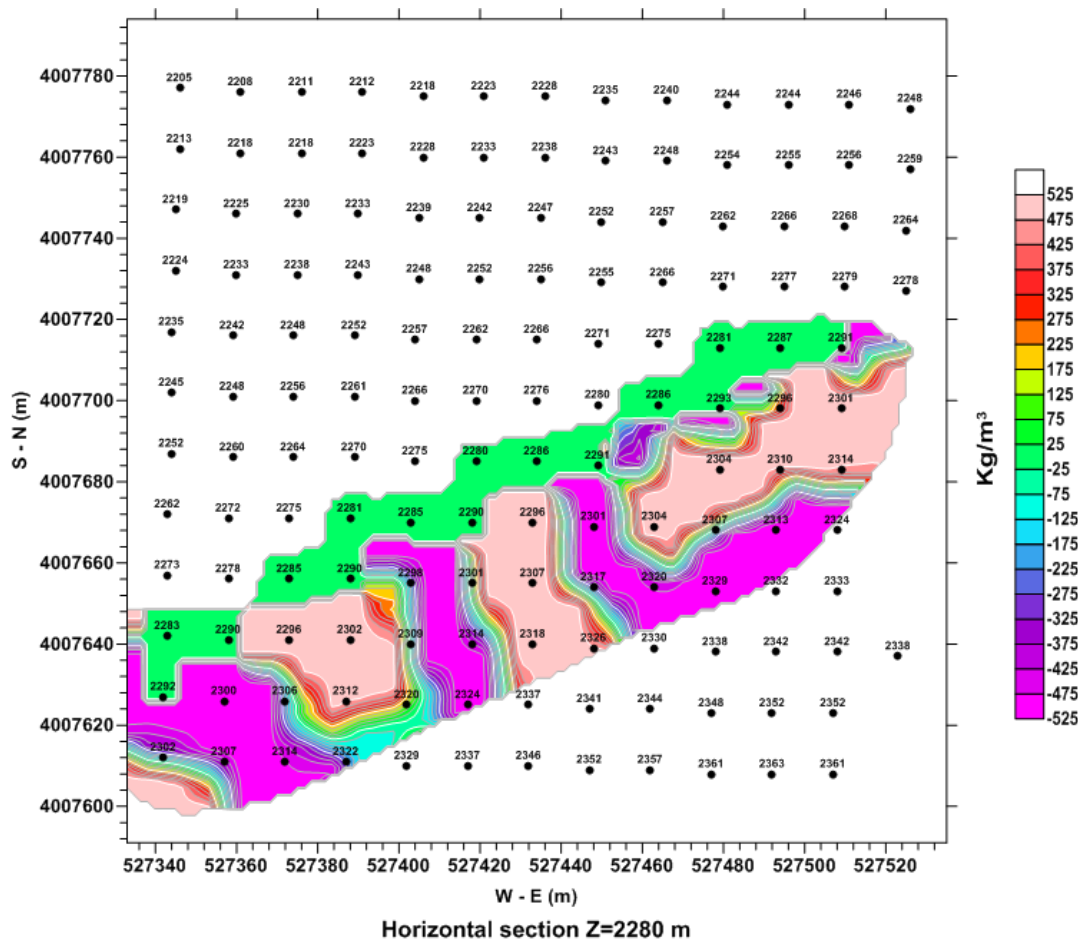 2205 2208 2211 2212 2218 2223 2228 2235 2240 2244 2244 2246 2248
4007780
2213 2218 2218 2223 2228 2233 2238 2243 2248 2254 2255 2256 2259
4007760
2219 2225 2230 2233 2239 2242 2247 2252 2257 2262 2266 2268 2264
4007740
2224 2233 2238 2243 2248 2252 2256 2255 2266 2271 2277 2279 2278
4007720
2235 2242 2248 2252 2257 2262 2266 2271 2275 2281 2287 2291
4007700
2245 2248 2256 2261 2266 2270 2276 2280 2286 2293 2296 2301
2252 2260 2264 2270 2275 2280 2286 2291 2304 2310 2314
4007680
2262 2272 2275 2281 2285 2290 2296 2301 2304 2307 2313 2324
4007660
2273 2278 2285 2290 2298 2301 2307 2317 2320 2329 2332 2333
4007640
2283 2290 2296 2302 2309 2314 2318 2326 2330 2338 2342 2342 2338
2292 2300 2306 2312 2320 2324 2337 2341 2344 2348 2352 2352
4007620
2302 2307 2314 2322 2329 2337 2346 2352 2357 2361 2363 2361
4007600
S - N (m)
527340 527360 527380 527400 527420 527440 527460 527480 527500 527520
W - E (m)
Horizontal section Z=2280 m
525
475
425
375
325
275
225
175
125
75
25
-25
-75
-125
-175
-225
-275
-325
-375
-425
-475
-525
Kg/m³